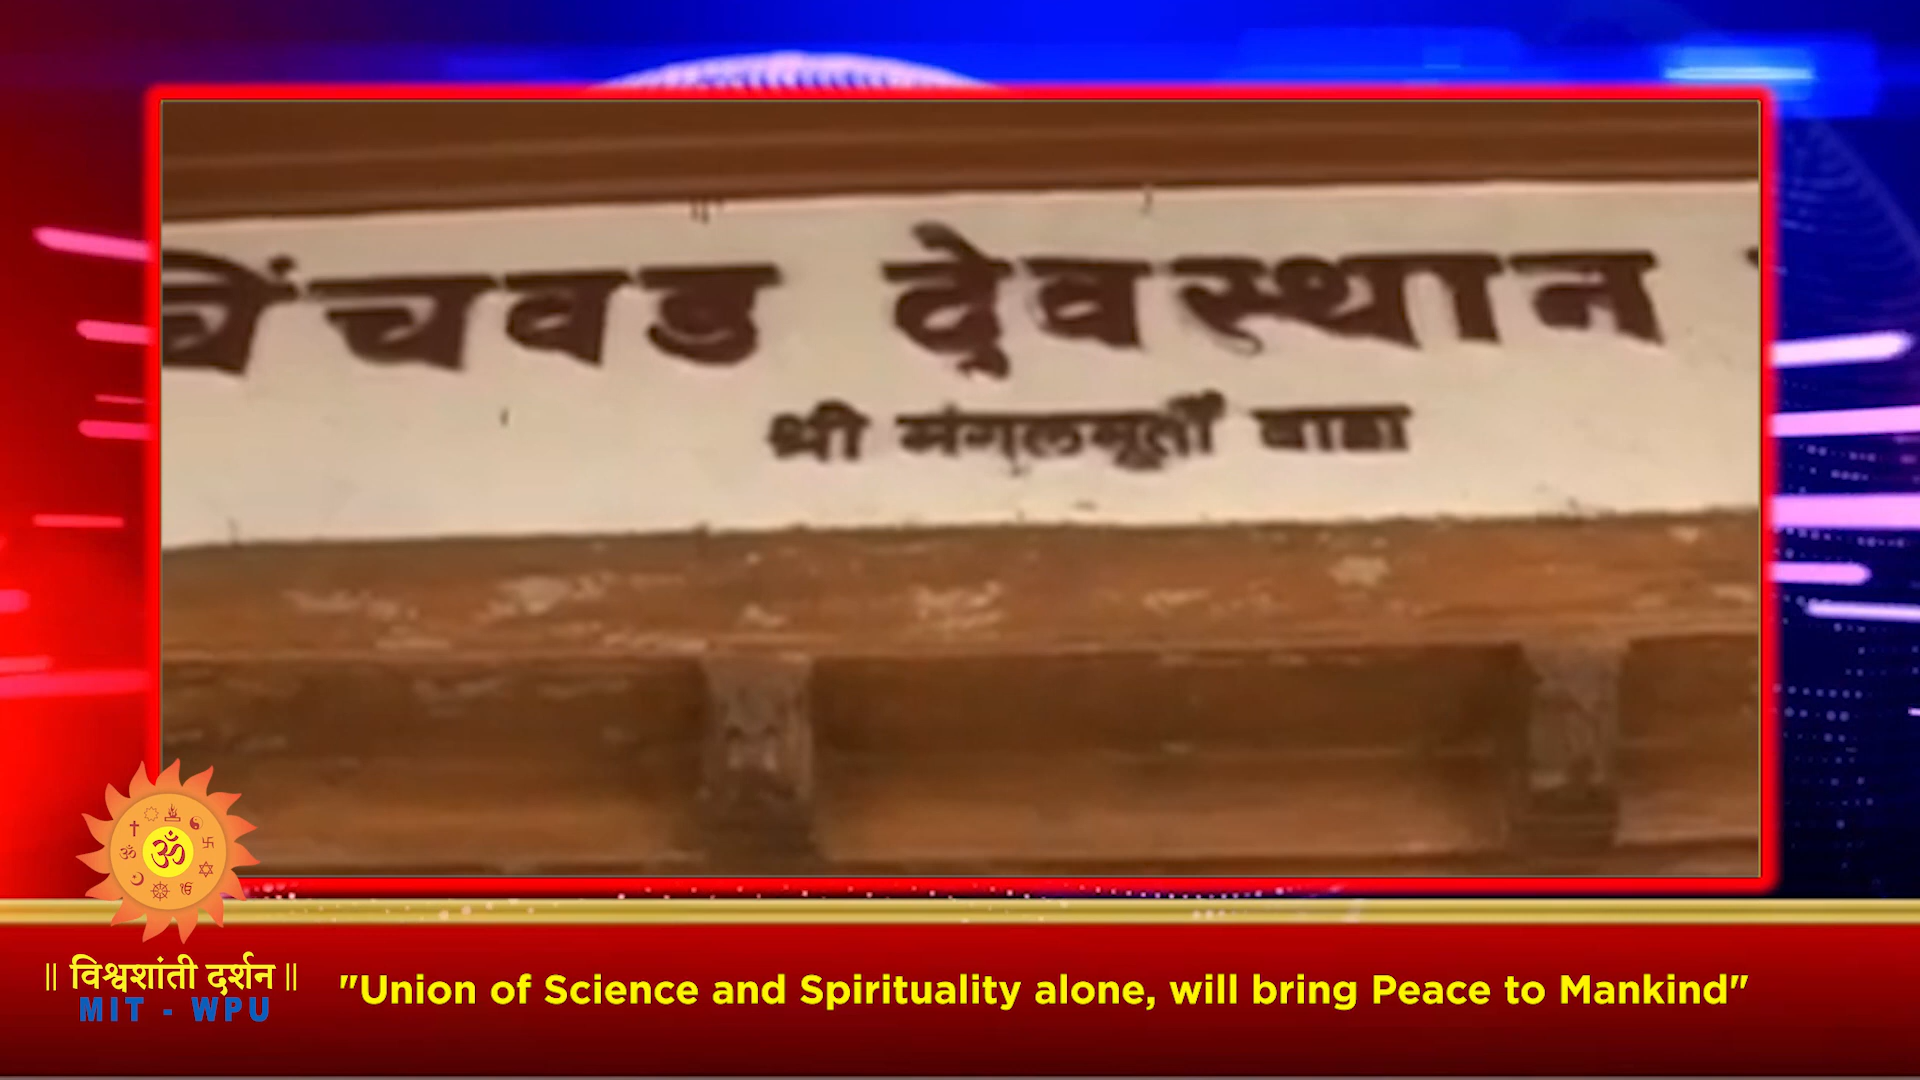 चिंचवड देवस्थान
श्री मंगलमूर्ती वाडा
॥ विश्वशांती दर्शन ॥
MIT - WPU
"Union of Science and Spirituality alone, will bring Peace to Mankind"